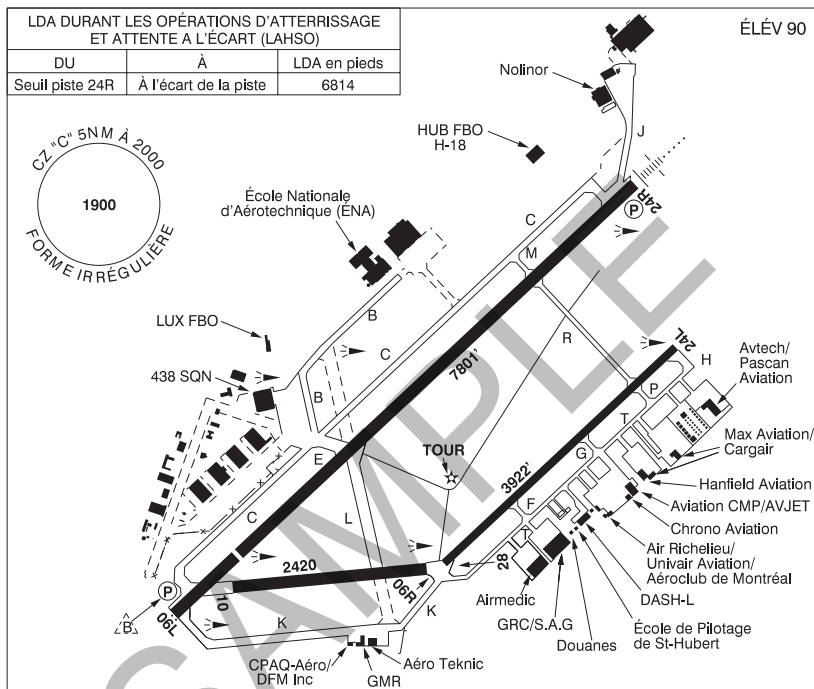 LDA DURANT LES OPÉRATIONS D'ATTERRISSAGE
ET ATTENTE A L'ÉCART (LAHSO)
DU À LDA en pieds
Seuil piste 24R À l'écart de la piste 6814
ÉLÉV 90
CZ "C" 5NM À 2000
1900
FORME IRRÉGULIÈRE
Nolinor
HUB FBO
H-18
J
24R
P
École Nationale
d'Aérotechnique (ÉNA)
C
M
B
R
LUX FBO
C
7801'
24L
H
438 SQN
B
P
Avtech/
Pascan
Aviation
T
TOUR
E
G
Max Aviation/
Cargair
3922'
Hanfield Aviation
C
L
F
Aviation CMP/AVJET
T
Chrono Aviation
2420
28
Air Richelieu/
Univair Aviation/
Aéroclub de Montréal
P
10
06R
K
B
06L
K
Airmedic
GRC/S.A.G
Douanes
DASH-L
École de Pilotage
de St-Hubert
CPAQ-Aéro/
DFM Inc
GMR
Aéro Teknic
SAMPLE